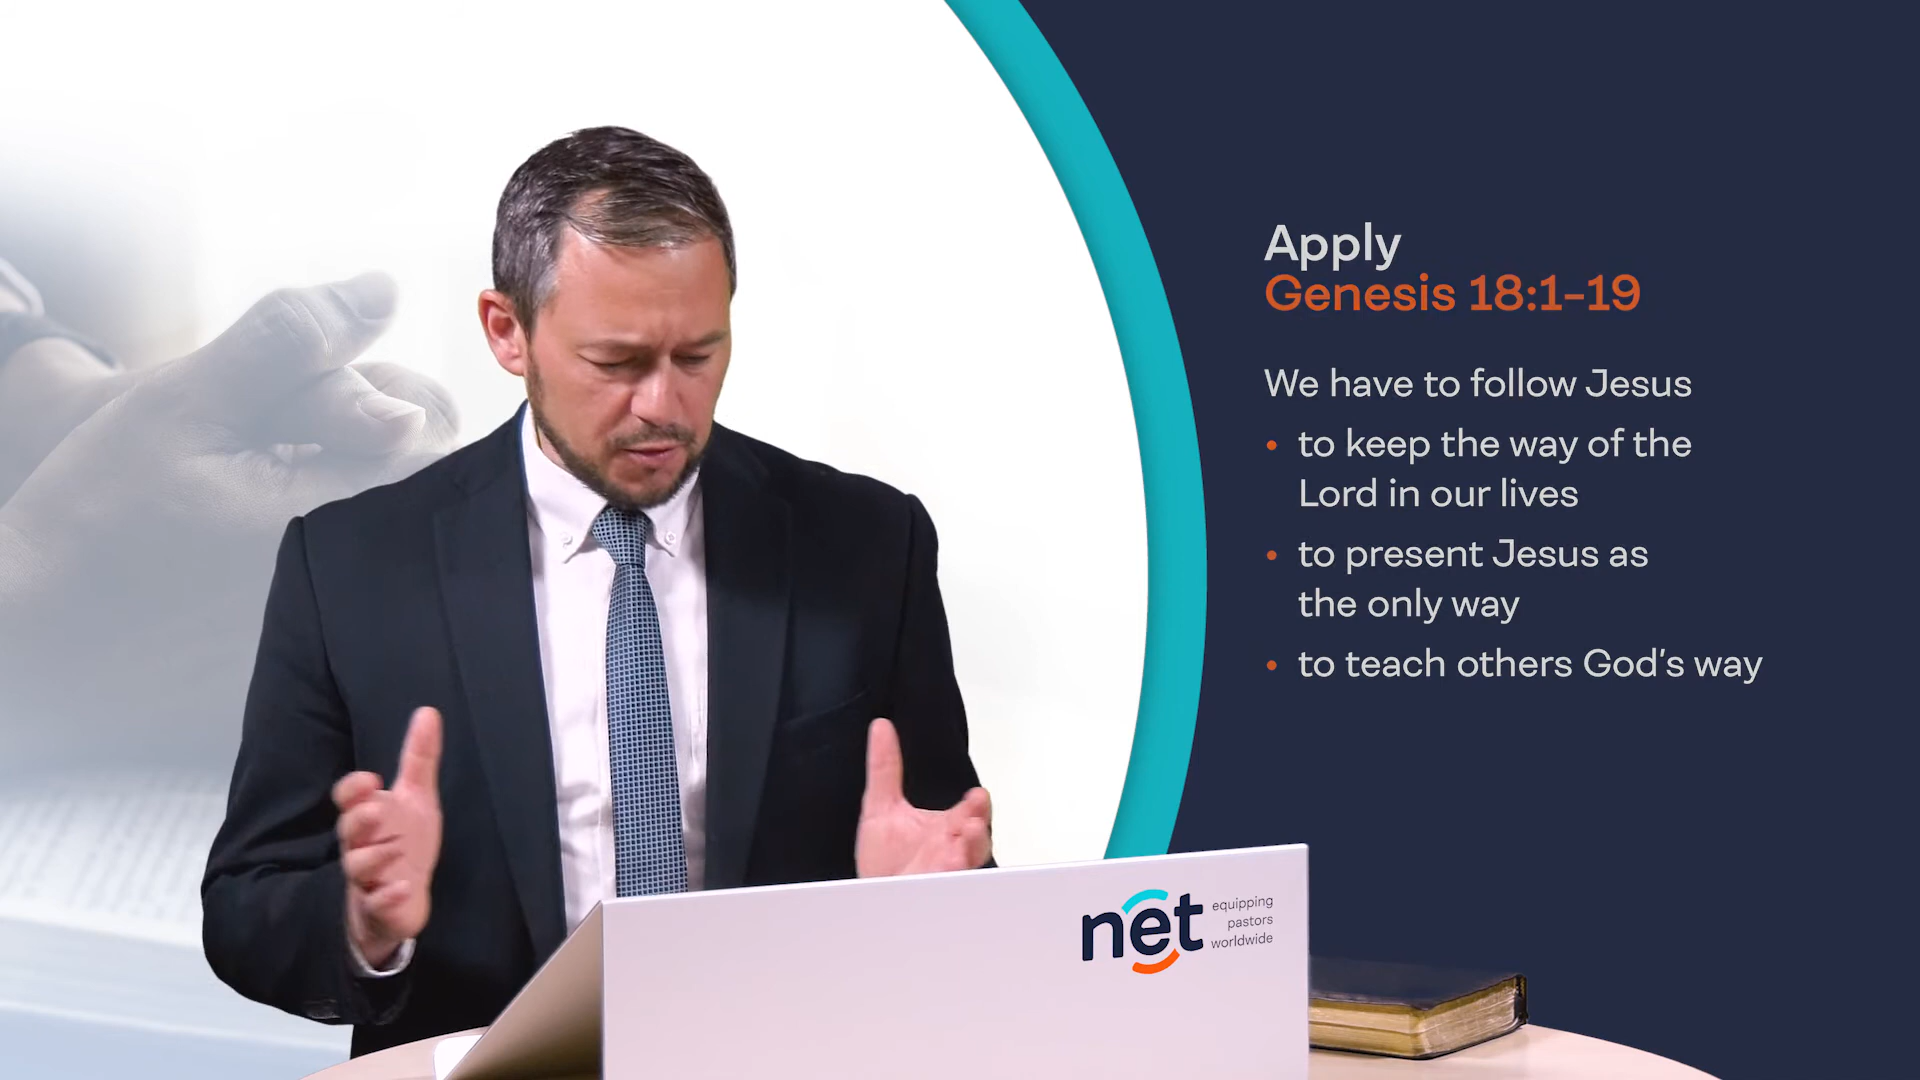 Apply
Genesis 18:1–19
We have to follow Jesus
• to keep the way of the
Lord in our lives
• to present Jesus as
the only way
• to teach others God's way
net
equipping
pastors
worldwide